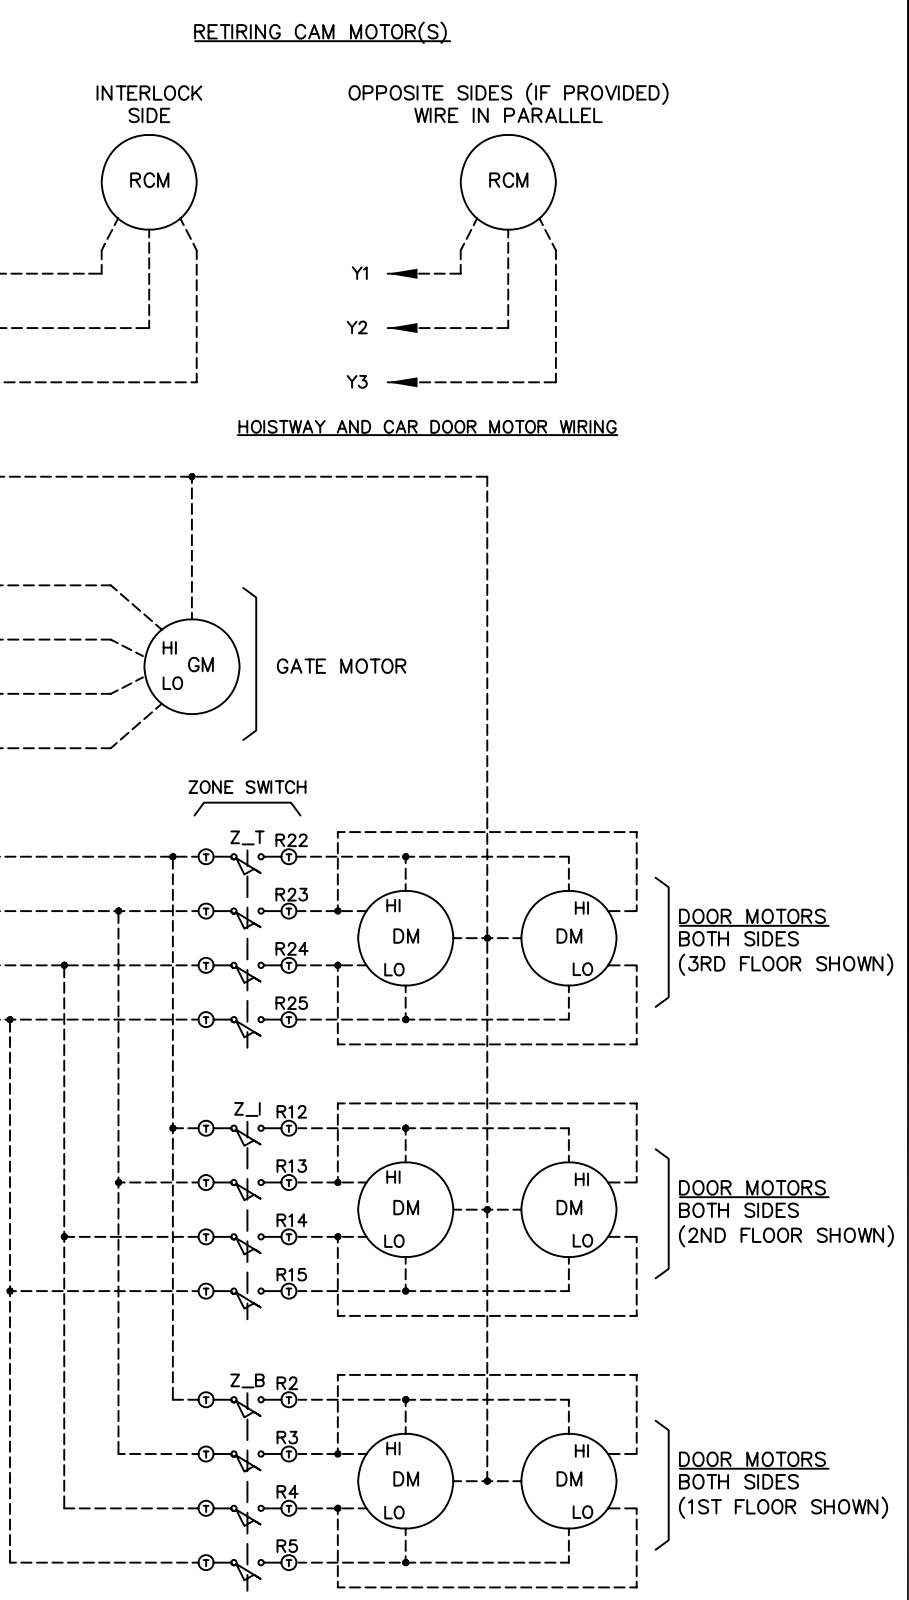 RETIRING CAM MOTOR(S)
INTERLOCK
SIDE
OPPOSITE SIDES (IF PROVIDED)
WIRE IN PARALLEL
RCM
RCM
Y1
Y2
Y3
HOISTWAY AND CAR DOOR MOTOR WIRING
HI
GM
LO
GATE MOTOR
ZONE SWITCH
Z_T
T
R22
T
T
R23
T
T
R24
T
T
R25
T
HI
DM
LO
HI
DM
LO
DOOR MOTORS
BOTH SIDES
(3RD FLOOR SHOWN)
Z_I
T
R12
T
T
R13
T
T
R14
T
T
R15
T
HI
DM
LO
HI
DM
LO
DOOR MOTORS
BOTH SIDES
(2ND FLOOR SHOWN)
Z_B
T
R2
T
T
R3
T
T
R4
T
T
R5
T
HI
DM
LO
HI
DM
LO
DOOR MOTORS
BOTH SIDES
(1ST FLOOR SHOWN)